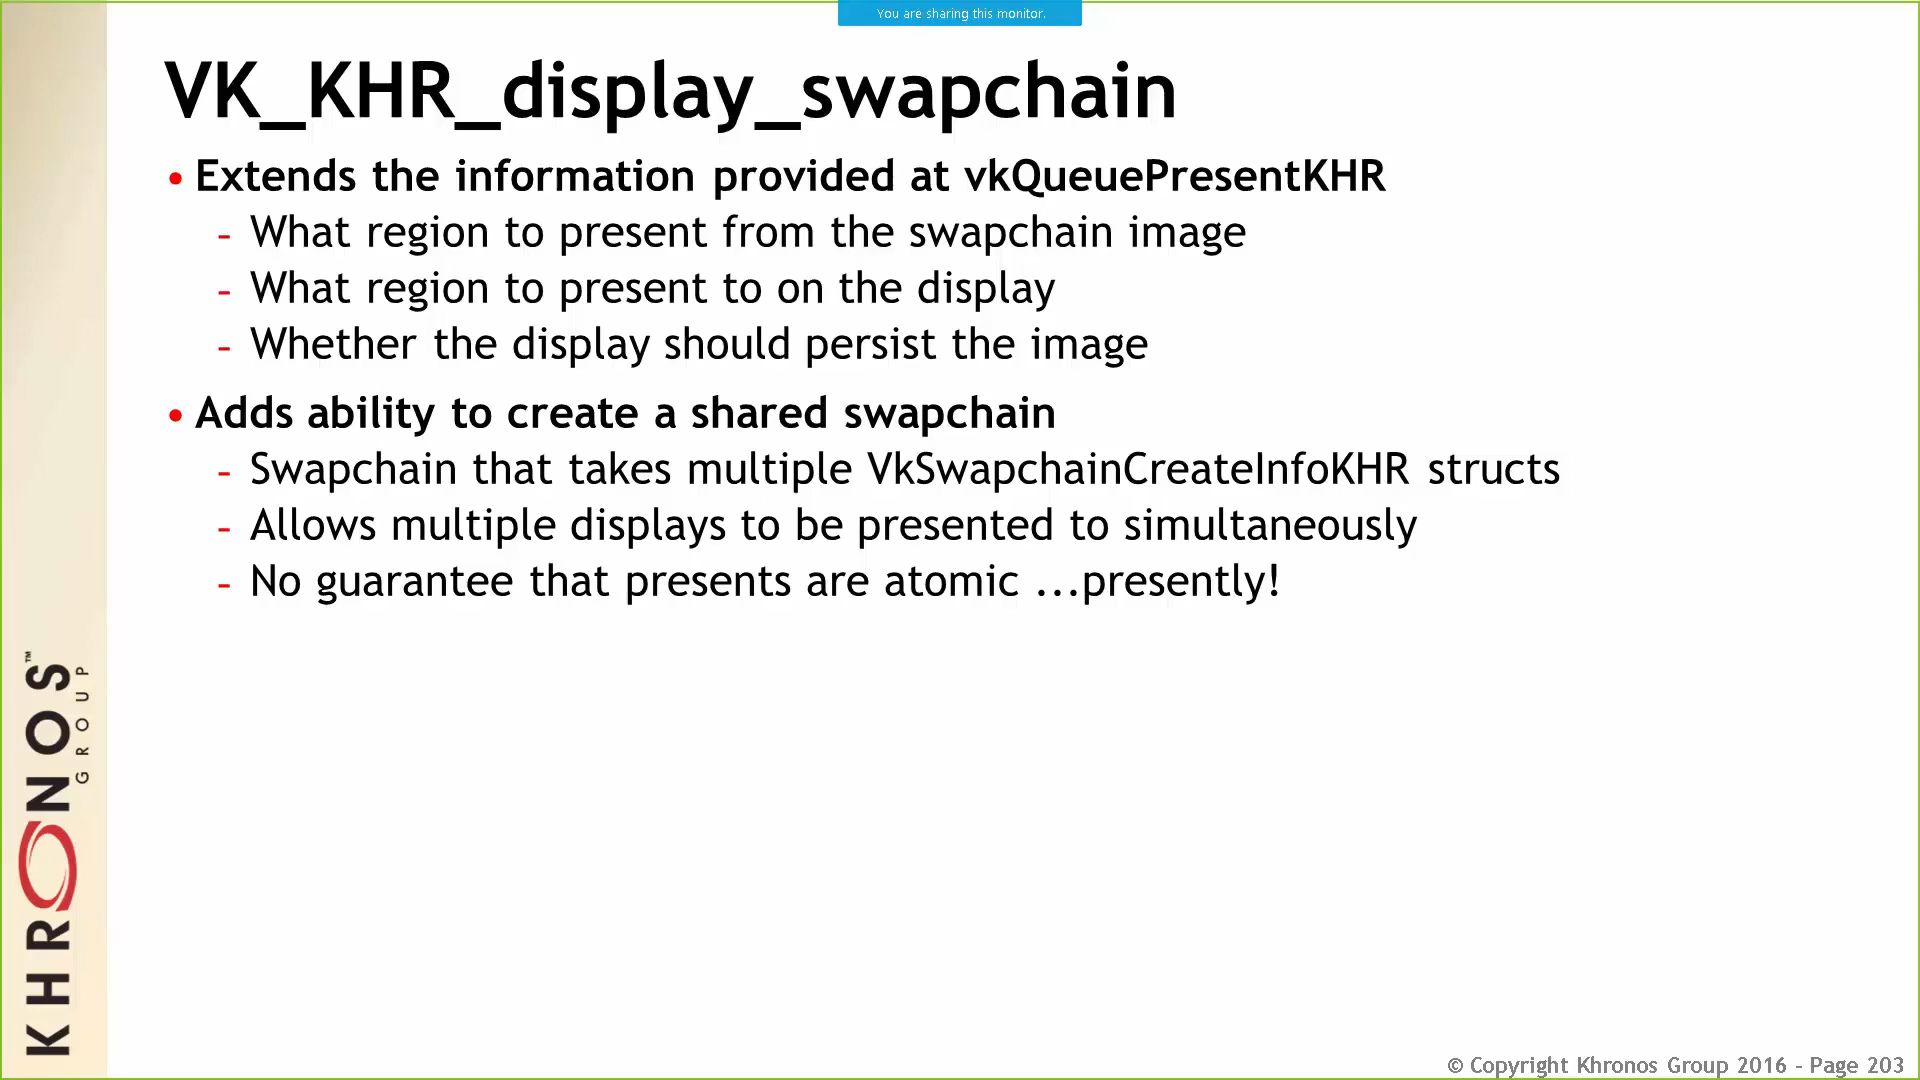 You are sharing this monitor.
VK_KHR_display_swapchain
• Extends the information provided at vkQueuePresentKHR
- What region to present from the swapchain image
- What region to present to on the display
- Whether the display should persist the image
• Adds ability to create a shared swapchain
- Swapchain that takes multiple VkSwapchainCreateInfoKHR structs
- Allows multiple displays to be presented to simultaneously
- No guarantee that presents are atomic ...presently!
KHRONOS™
GROUP
© Copyright Khronos Group 2016 - Page 203